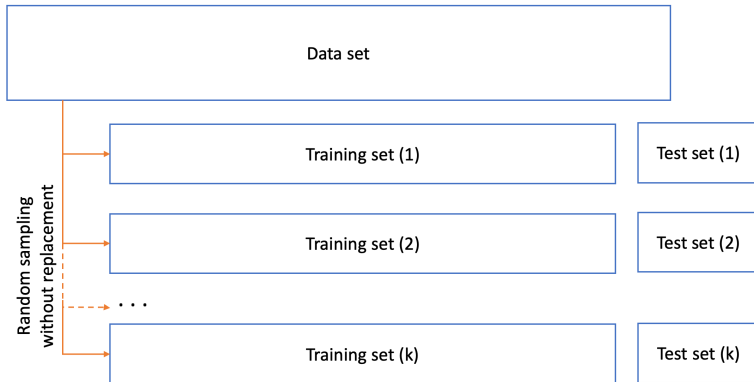 Data set
Training set (1)
Test set (1)
Random sampling
without replacement
Training set (2)
Test set (2)
. . .
Training set (k)
Test set (k)